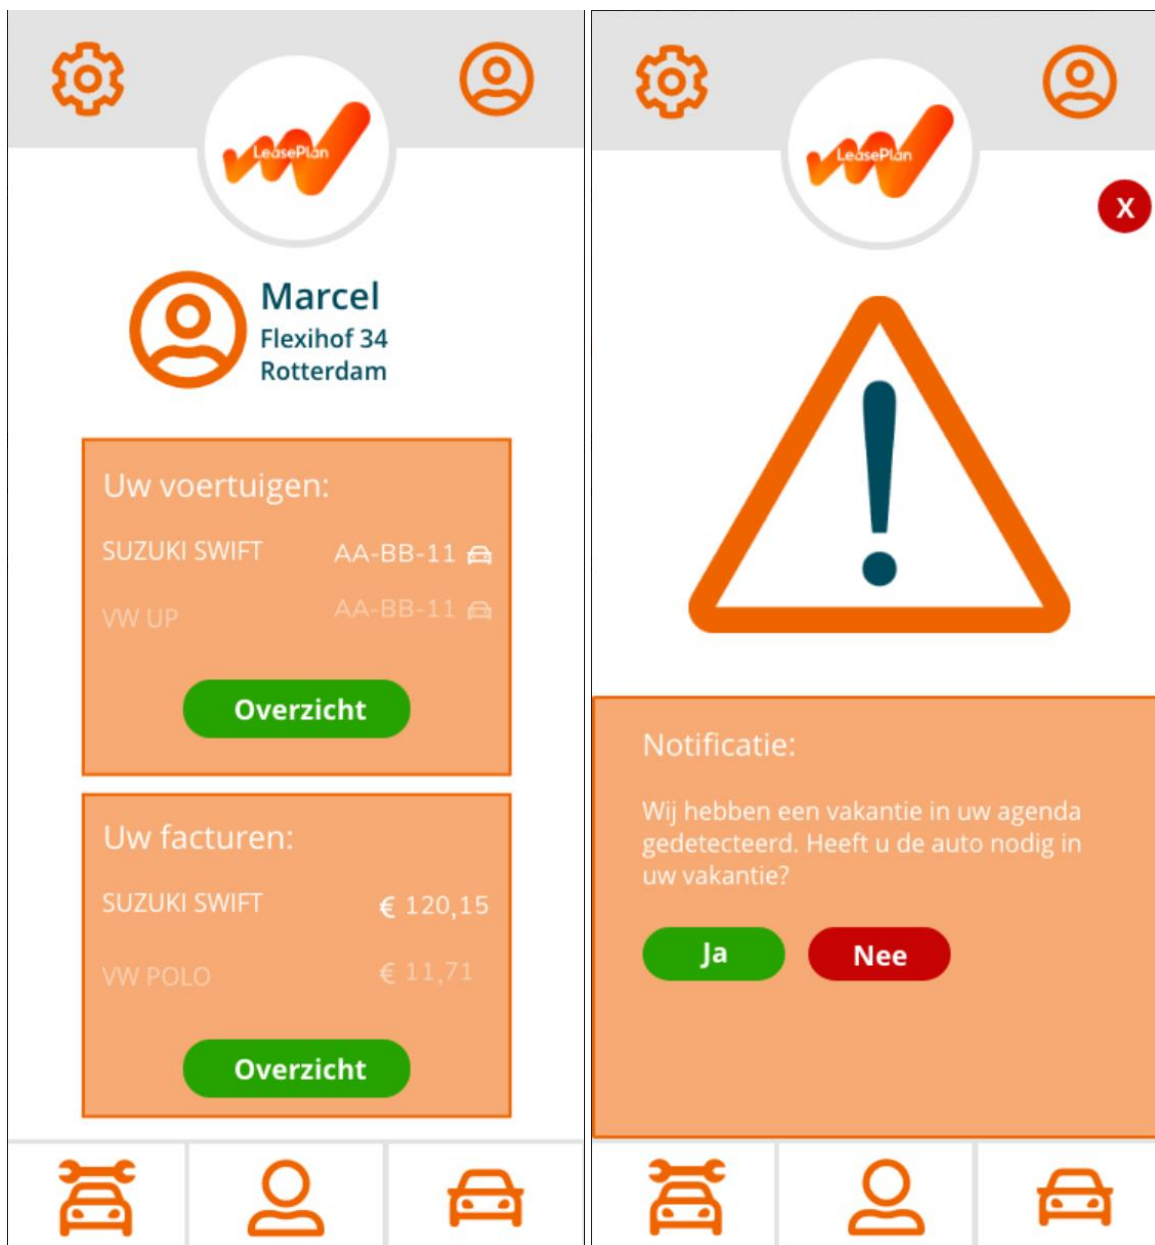 LeasePlan
Marcel
Flexihof 34
Rotterdam
Uw voertuigen:
SUZUKI SWIFT AA-BB-11
VW UP AA-BB-11
Overzicht
Uw facturen:
SUZUKI SWIFT € 120,15
VW POLO € 11,71
Overzicht
LeasePlan
X
Notificatie:
Wij hebben een vakantie in uw agenda
gedetecteerd. Heeft u de auto nodig in
uw vakantie?
Ja Nee